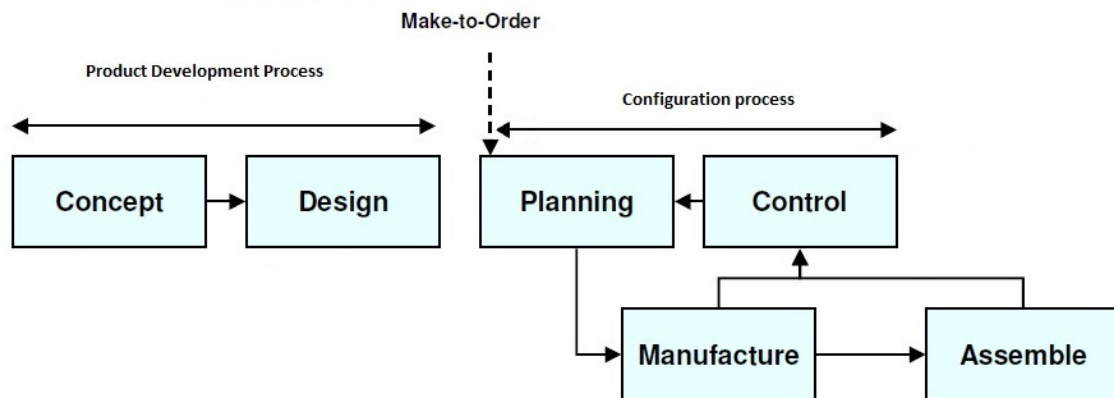 Make-to-Order
Product Development Process
Configuration process
Concept
Design
Planning
Control
Manufacture
Assemble